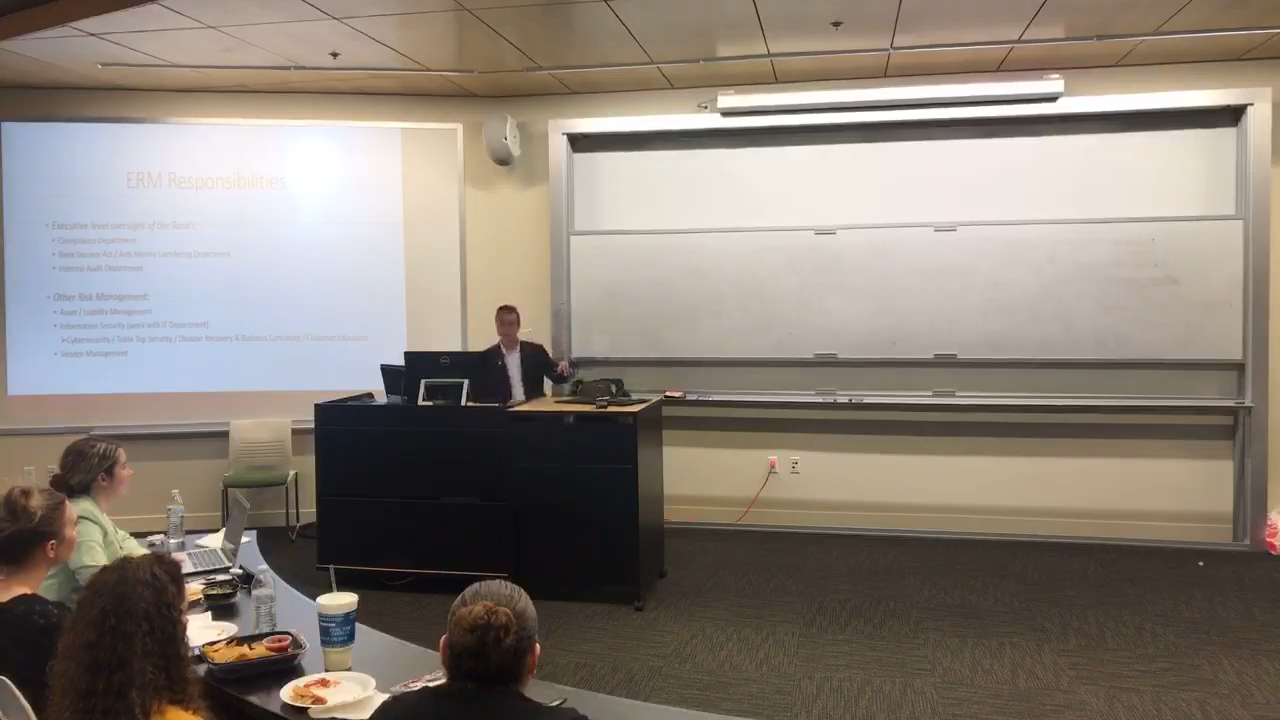 ERM Responsibilities
• Executive level oversight of the Bank's:
• Compliance Department
• Bank Secrecy Act / Anti-Money Laundering Department
• Internal Audit Department
• Other Risk Management:
• Asset / Liability Management
• Information Security (work with IT Department)
➢Cybersecurity / Table Top Security / Disaster Recovery & Business Continuity / Customer Education
• Vendor Management
DELL